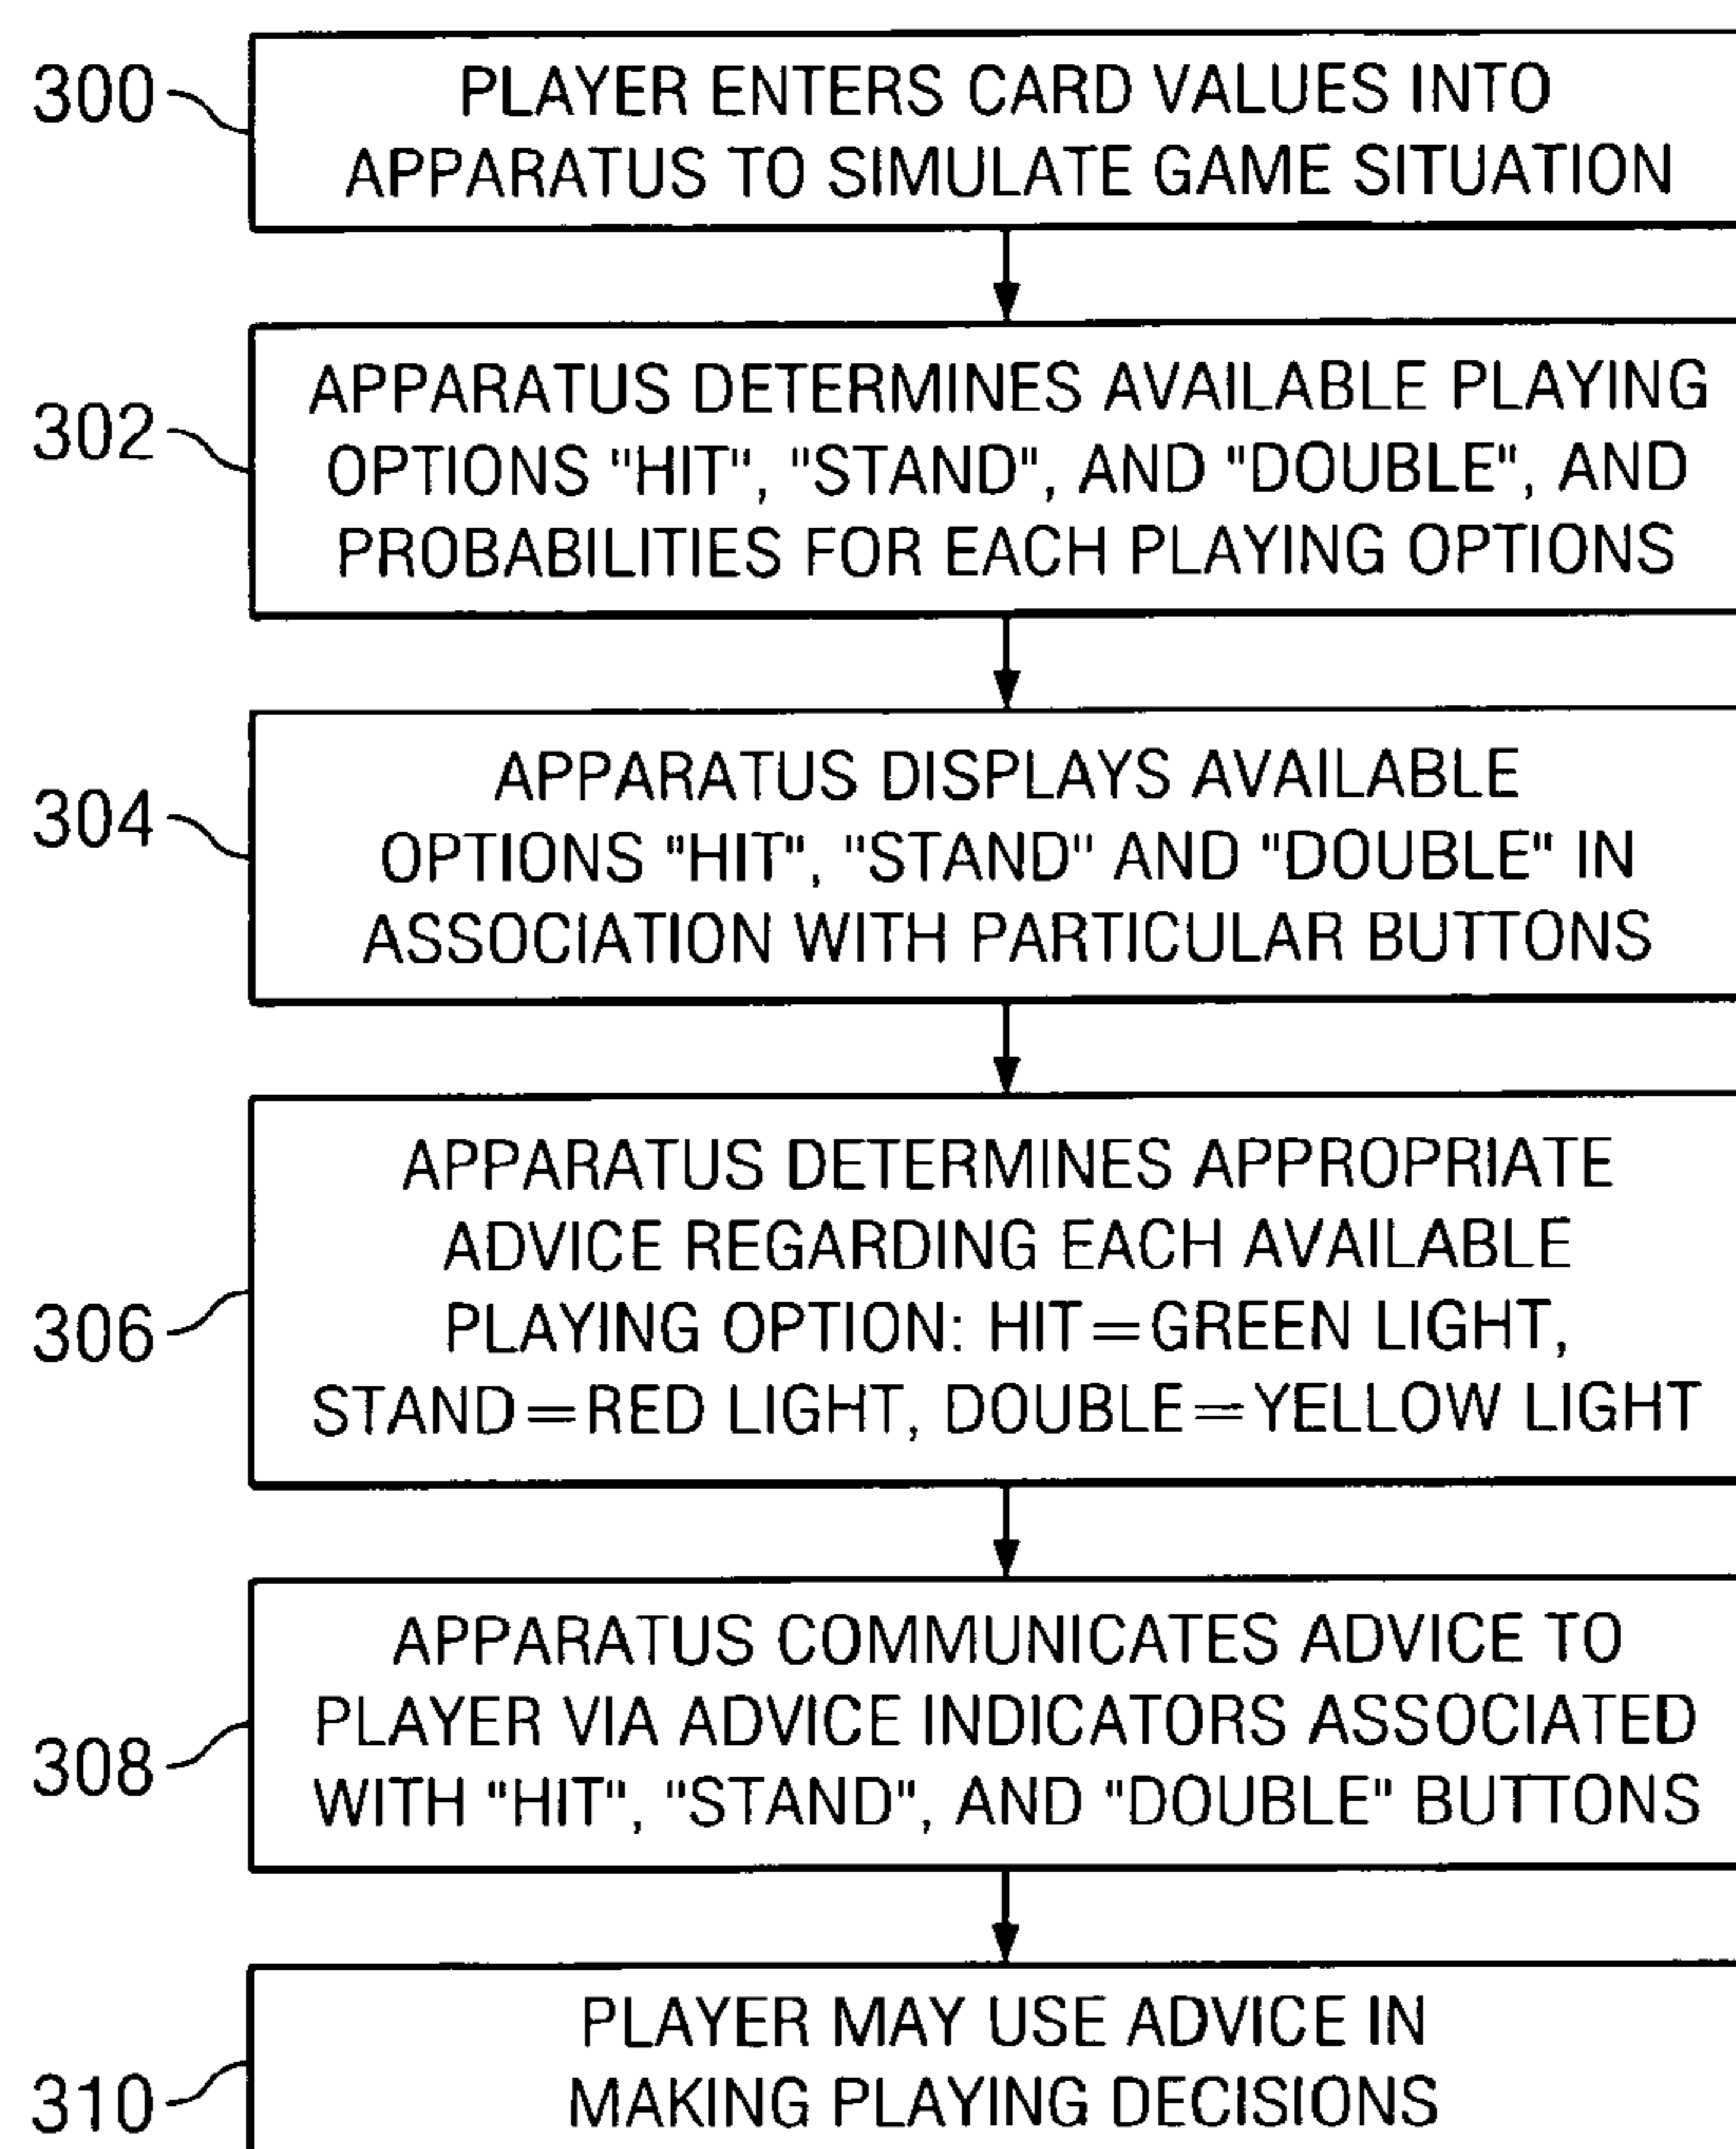 300
PLAYER ENTERS CARD VALUES INTO
APPARATUS TO SIMULATE GAME SITUATION
302
APPARATUS DETERMINES AVAILABLE PLAYING
OPTIONS "HIT", "STAND", AND "DOUBLE", AND
PROBABILITIES FOR EACH PLAYING OPTIONS
304
APPARATUS DISPLAYS AVAILABLE
OPTIONS "HIT", "STAND" AND "DOUBLE" IN
ASSOCIATION WITH PARTICULAR BUTTONS
306
APPARATUS DETERMINES APPROPRIATE
ADVICE REGARDING EACH AVAILABLE
PLAYING OPTION: HIT=GREEN LIGHT,
STAND=RED LIGHT, DOUBLE=YELLOW LIGHT
308
APPARATUS COMMUNICATES ADVICE TO
PLAYER VIA ADVICE INDICATORS ASSOCIATED
WITH "HIT", "STAND", AND "DOUBLE" BUTTONS
310
PLAYER MAY USE ADVICE IN
MAKING PLAYING DECISIONS